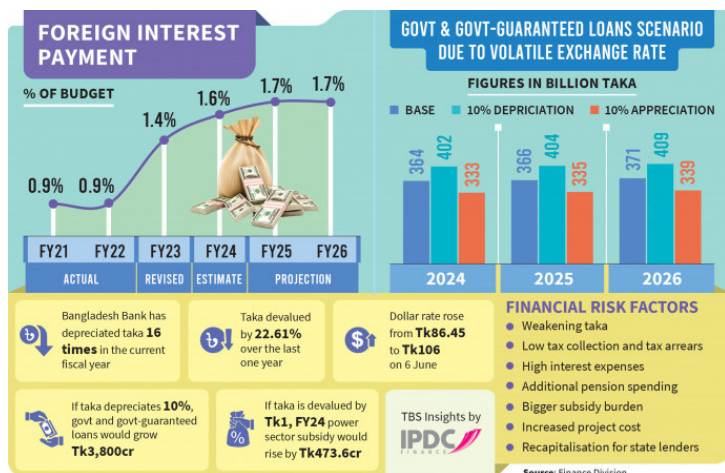 FOREIGN INTEREST
PAYMENT
% OF BUDGET
0.9%
0.9%
1.4%
1.6%
1.7%
1.7%
FY21
FY22
FY23
FY24
FY25
FY26
ACTUAL
REVISED
ESTIMATE
PROJECTION
GOVT & GOVT-GUARANTEED LOANS SCENARIO
DUE TO VOLATILE EXCHANGE RATE
FIGURES IN BILLION TAKA
BASE
10% DEPRICIATION
10% APPRECIATION
364
402
333
366
404
335
371
409
339
2024
2025
2026
Bangladesh Bank has
depreciated taka 16
times in the current
fiscal year
Taka devalued
by 22.61%
over the last
one year
Dollar rate rose
from Tk86.45
to Tk106
on 6 June
If taka depreciates 10%,
govt and govt-guaranteed
loans would grow
Tk3,800cr
If taka is devalued by
Tk1, FY24 power
sector subsidy would
rise by Tk473.6cr
TBS Insights by
IPDC
FINANCE
FINANCIAL RISK FACTORS
Weakening taka
Low tax collection and tax arrears
High interest expenses
Additional pension spending
Bigger subsidy burden
Increased project cost
Recapitalisation for state lenders
Source: Finance Division